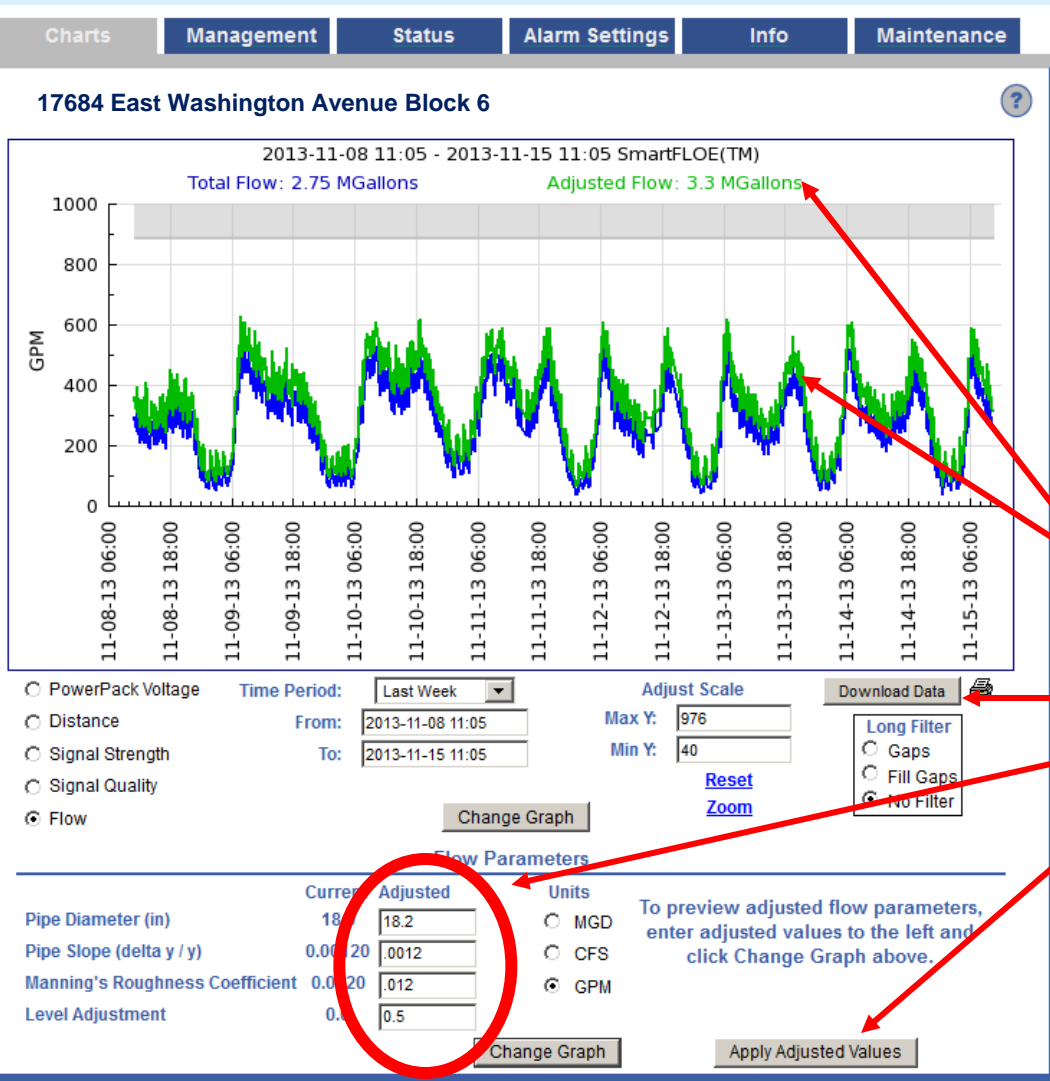 Charts Management Status Alarm Settings Info Maintenance
17684 East Washington Avenue Block 6
?
2013-11-08 11:05 - 2013-11-15 11:05 SmartFLOE(TM)
Total Flow: 2.75 MGallons Adjusted Flow: 3.3 MGallons
GPM
1000
800
600
400
200
0
11-08-13 06:00
11-08-13 18:00
11-09-13 06:00
11-09-13 18:00
11-10-13 06:00
11-10-13 18:00
11-11-13 06:00
11-11-13 18:00
11-12-13 06:00
11-12-13 18:00
11-13-13 06:00
11-13-13 18:00
11-14-13 06:00
11-14-13 18:00
11-15-13 06:00
PowerPack Voltage Time Period: Last Week Adjust Scale Download Data
Distance From: 2013-11-08 11:05 Max Y: 976 Long Filter
Signal Strength To: 2013-11-15 11:05 Min Y: 40 Gaps
Signal Quality Reset Fill Gaps
Flow Change Graph Zoom No Filter
Flow Parameters
Adjusted Units
Pipe Diameter (in) 18.2 MGD
Pipe Slope (delta y / y) .0012 CFS
Manning's Roughness Coefficient .012 GPM
Level Adjustment 0.5
To preview adjusted flow parameters,
enter adjusted values to the left and
click Change Graph above.
Change Graph Apply Adjusted Values